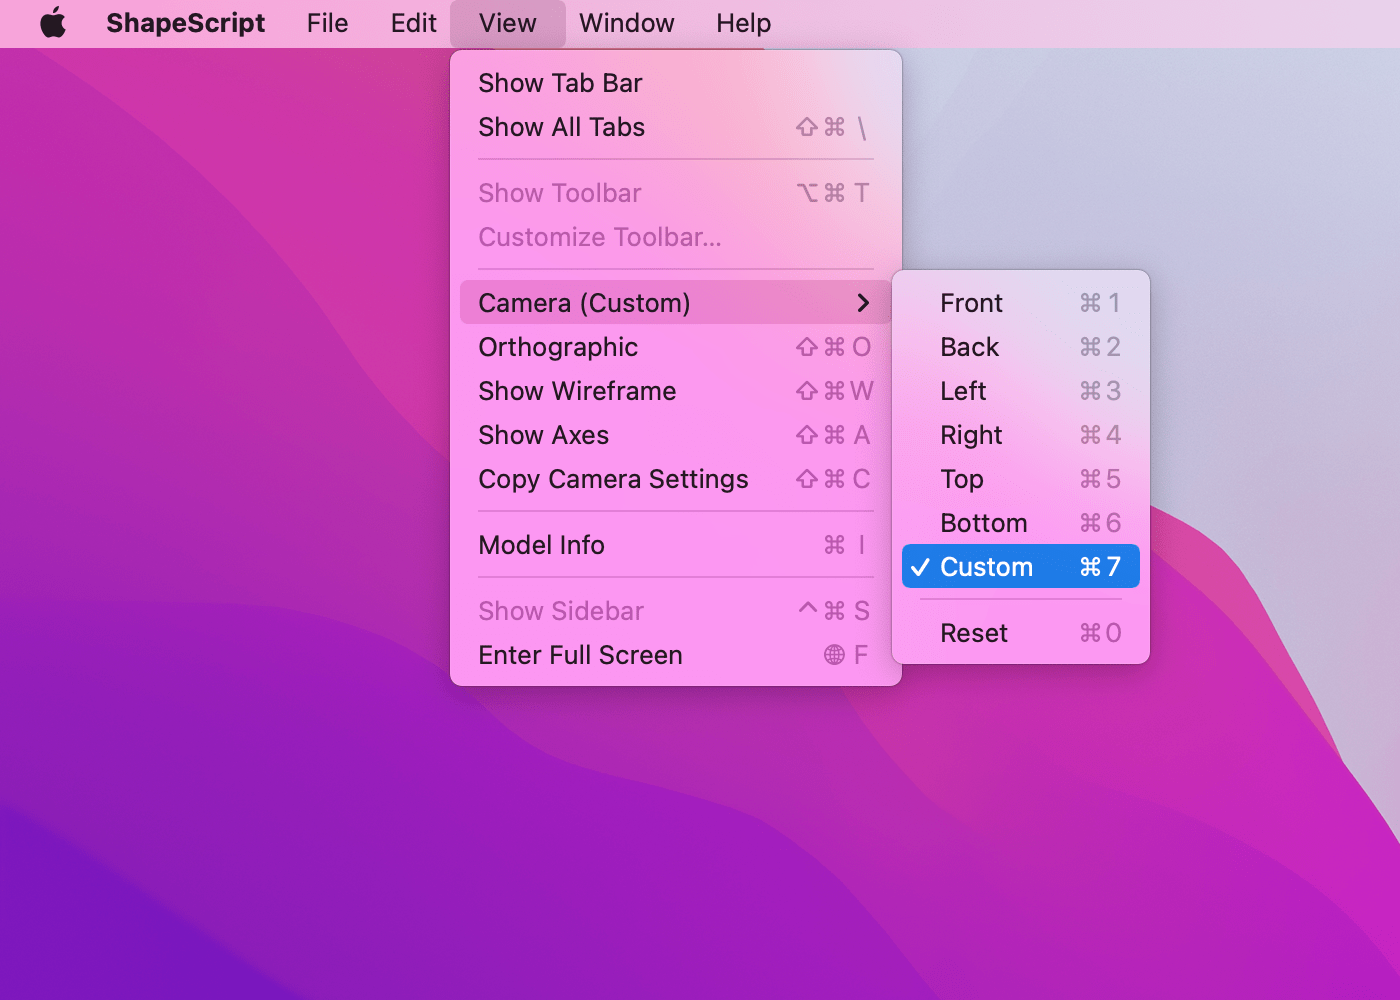 ShapeScript File Edit View Window Help
Show Tab Bar
Show All Tabs ⇧ ⌘ \
Show Toolbar ⌥ ⌘ T
Customize Toolbar...
Camera (Custom)
Orthographic ⇧ ⌘ O
Show Wireframe ⇧ ⌘ W
Show Axes ⇧ ⌘ A
Copy Camera Settings ⇧ ⌘ C
Model Info ⌘ I
Show Sidebar ^ ⌘ S
Enter Full Screen 🌐 F
Front ⌘ 1
Back ⌘ 2
Left ⌘ 3
Right ⌘ 4
Top ⌘ 5
Bottom ⌘ 6
✓ Custom ⌘ 7
Reset ⌘ 0